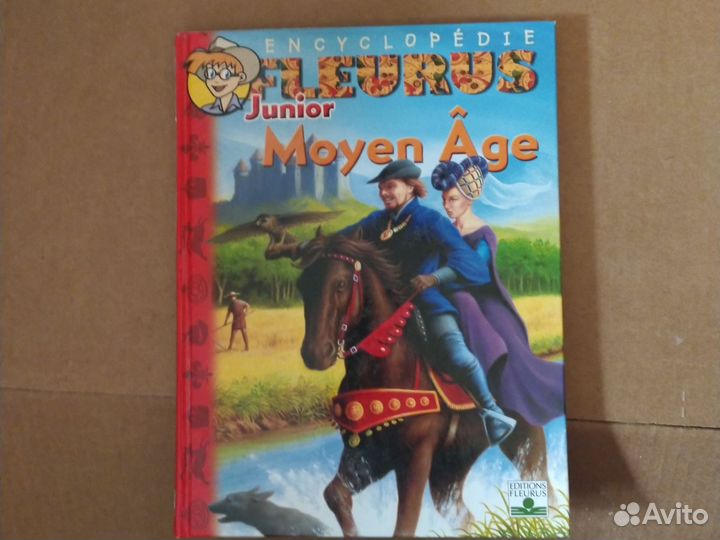 ENCYCLOPÉDIE
FLEURUS
Junior
Moyen Âge
EDITIONS
FLEURUS
Avito